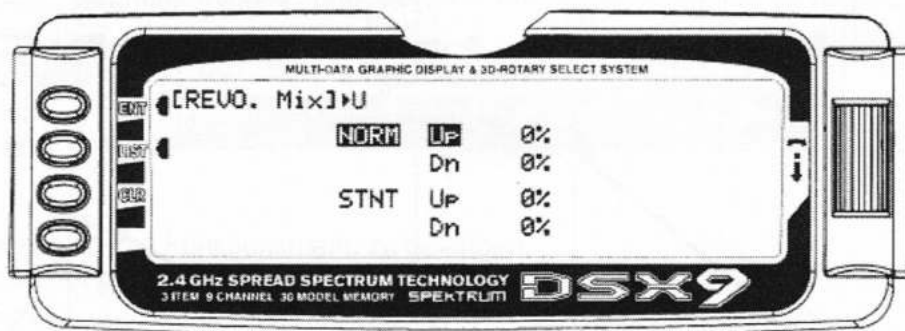 MULTI-DATA GRAPHIC DISPLAY & 3D-ROTARY SELECT SYSTEM
ENT
[REVO. Mix]▸U
NORM Up 0%
LIST
Dn 0%
CLR
STNT Up 0%
Dn 0%
2.4 GHz SPREAD SPECTRUM TECHNOLOGY
3 ITEM 9 CHANNEL 30 MODEL MEMORY SPEKTRUM DSX9